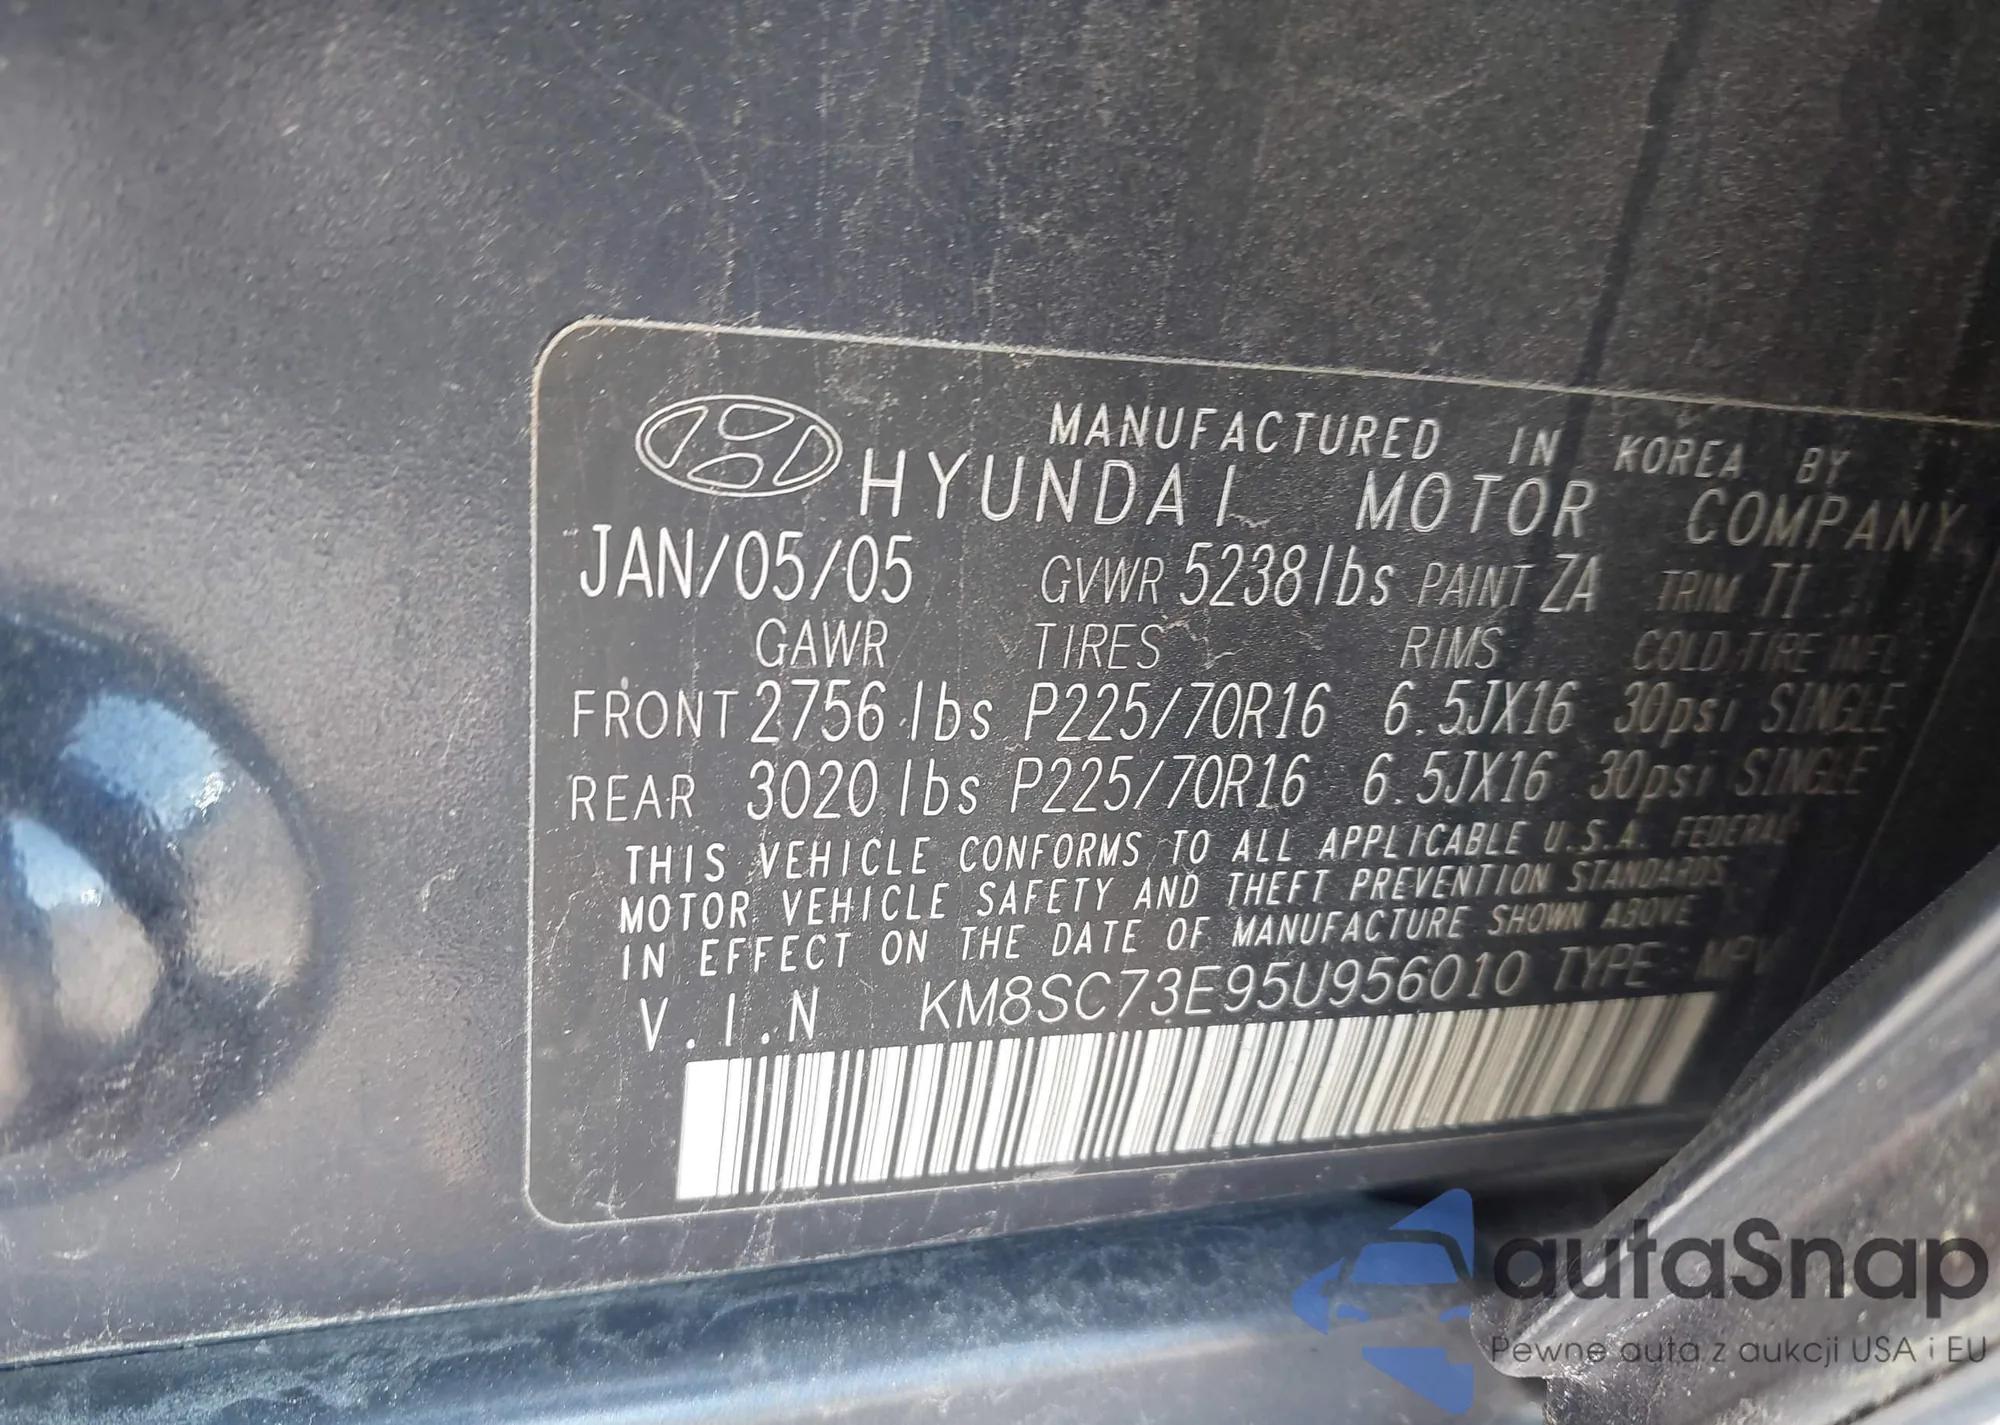 MANUFACTURED IN KOREA BY
HYUNDAI MOTOR COMPANY
JAN/05/05 GVWR 5238lbs PAINT ZA TRIM TI
GAWR TIRES RIMS COLD TIRE INFL
FRONT 2756 lbs P225/70R16 6.5JX16 30psi SINGLE
REAR 3020 lbs P225/70R16 6.5JX16 30psi SINGLE
THIS VEHICLE CONFORMS TO ALL APPLICABLE U.S.A. FEDERAL
MOTOR VEHICLE SAFETY AND THEFT PREVENTION STANDARDS
IN EFFECT ON THE DATE OF MANUFACTURE SHOWN ABOVE
V.I.N KM8SC73E95U956010 TYPE MPV
autaSnap
Pewne auta z aukcji USA i EU